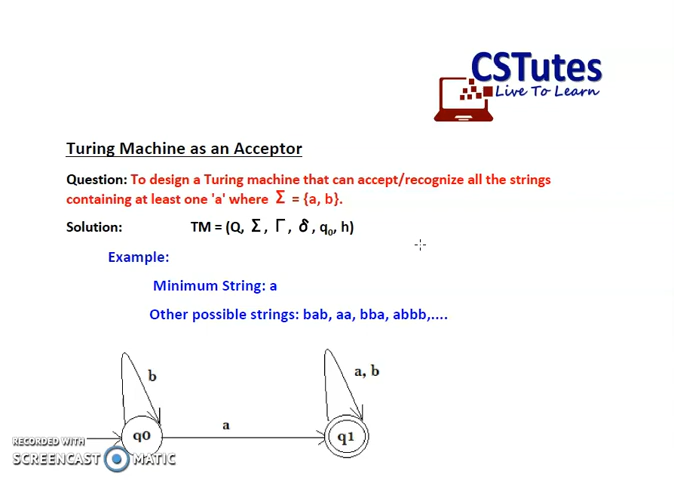 CSTutes
Live To Learn
Turing Machine as an Acceptor
Question: To design a Turing machine that can accept/recognize all the strings
containing at least one 'a' where Σ = {a, b}.
Solution: TM = (Q, Σ, Γ, δ, q₀, h)
Example:
Minimum String: a
Other possible strings: bab, aa, bba, abbb,....
b
a, b
a
q0
q1
RECORDED WITH
SCREENCAST MATIC